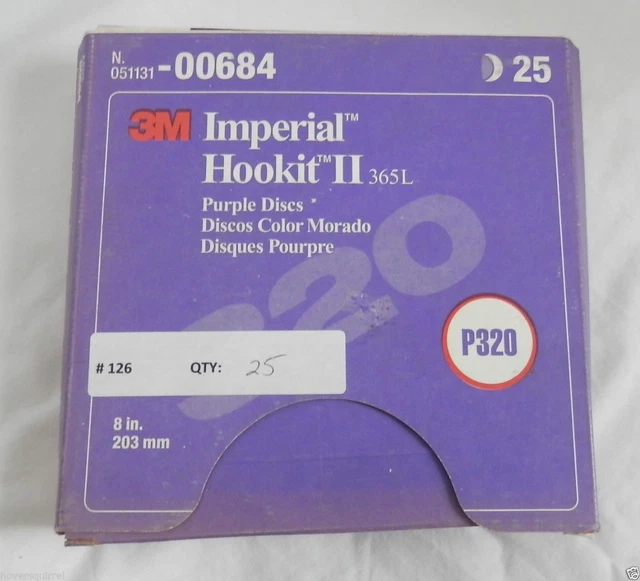 N.
051131-00684
25
3M Imperial™
Hookit™ II 365L
Purple Discs
Discos Color Morado
Disques Pourpre
320
P320
# 126 QTY: 25
8 in.
203 mm
noversquirrel